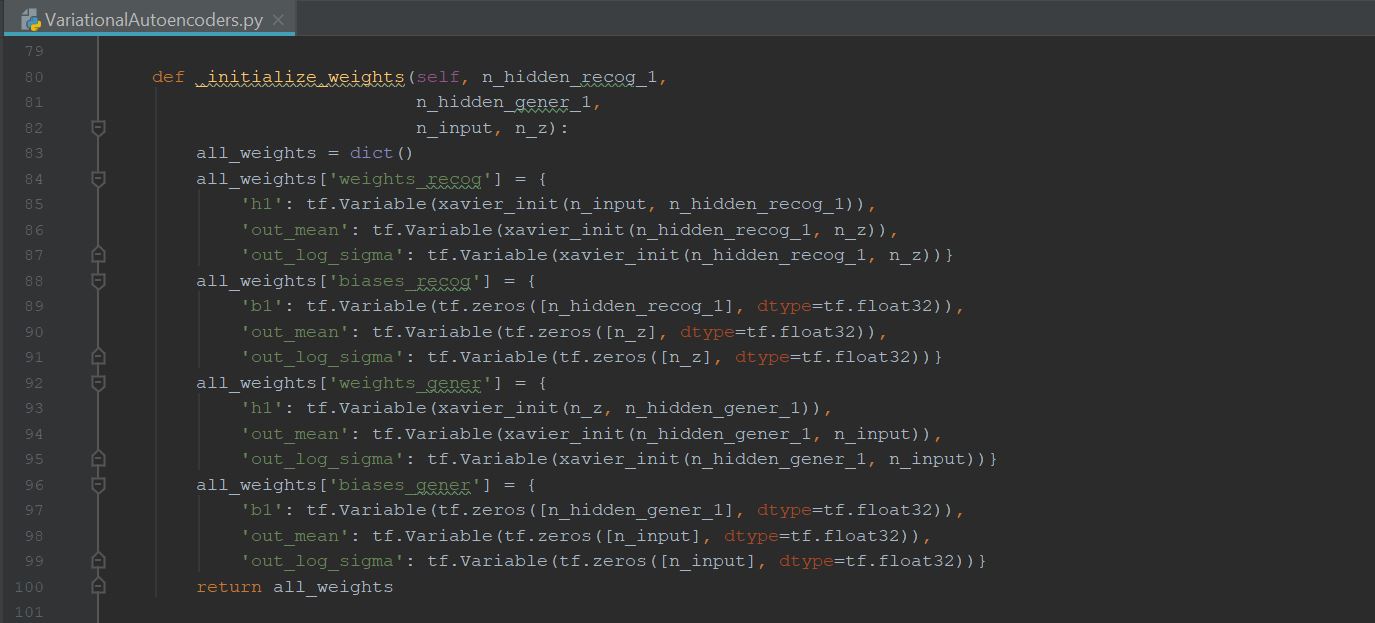 VariationalAutoencoders.py
79
80 def _initialize_weights(self, n_hidden_recog_1,
81 n_hidden_gener_1,
82 n_input, n_z):
83 all_weights = dict()
84 all_weights['weights_recog'] = {
85 'h1': tf.Variable(xavier_init(n_input, n_hidden_recog_1)),
86 'out_mean': tf.Variable(xavier_init(n_hidden_recog_1, n_z)),
87 'out_log_sigma': tf.Variable(xavier_init(n_hidden_recog_1, n_z))}
88 all_weights['biases_recog'] = {
89 'b1': tf.Variable(tf.zeros([n_hidden_recog_1], dtype=tf.float32)),
90 'out_mean': tf.Variable(tf.zeros([n_z], dtype=tf.float32)),
91 'out_log_sigma': tf.Variable(tf.zeros([n_z], dtype=tf.float32))}
92 all_weights['weights_gener'] = {
93 'h1': tf.Variable(xavier_init(n_z, n_hidden_gener_1)),
94 'out_mean': tf.Variable(xavier_init(n_hidden_gener_1, n_input)),
95 'out_log_sigma': tf.Variable(xavier_init(n_hidden_gener_1, n_input))}
96 all_weights['biases_gener'] = {
97 'b1': tf.Variable(tf.zeros([n_hidden_gener_1], dtype=tf.float32)),
98 'out_mean': tf.Variable(tf.zeros([n_input], dtype=tf.float32)),
99 'out_log_sigma': tf.Variable(tf.zeros([n_input], dtype=tf.float32))}
100 return all_weights
101